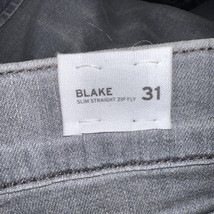 BLAKE 31
SLIM STRAIGHT ZIP FLY